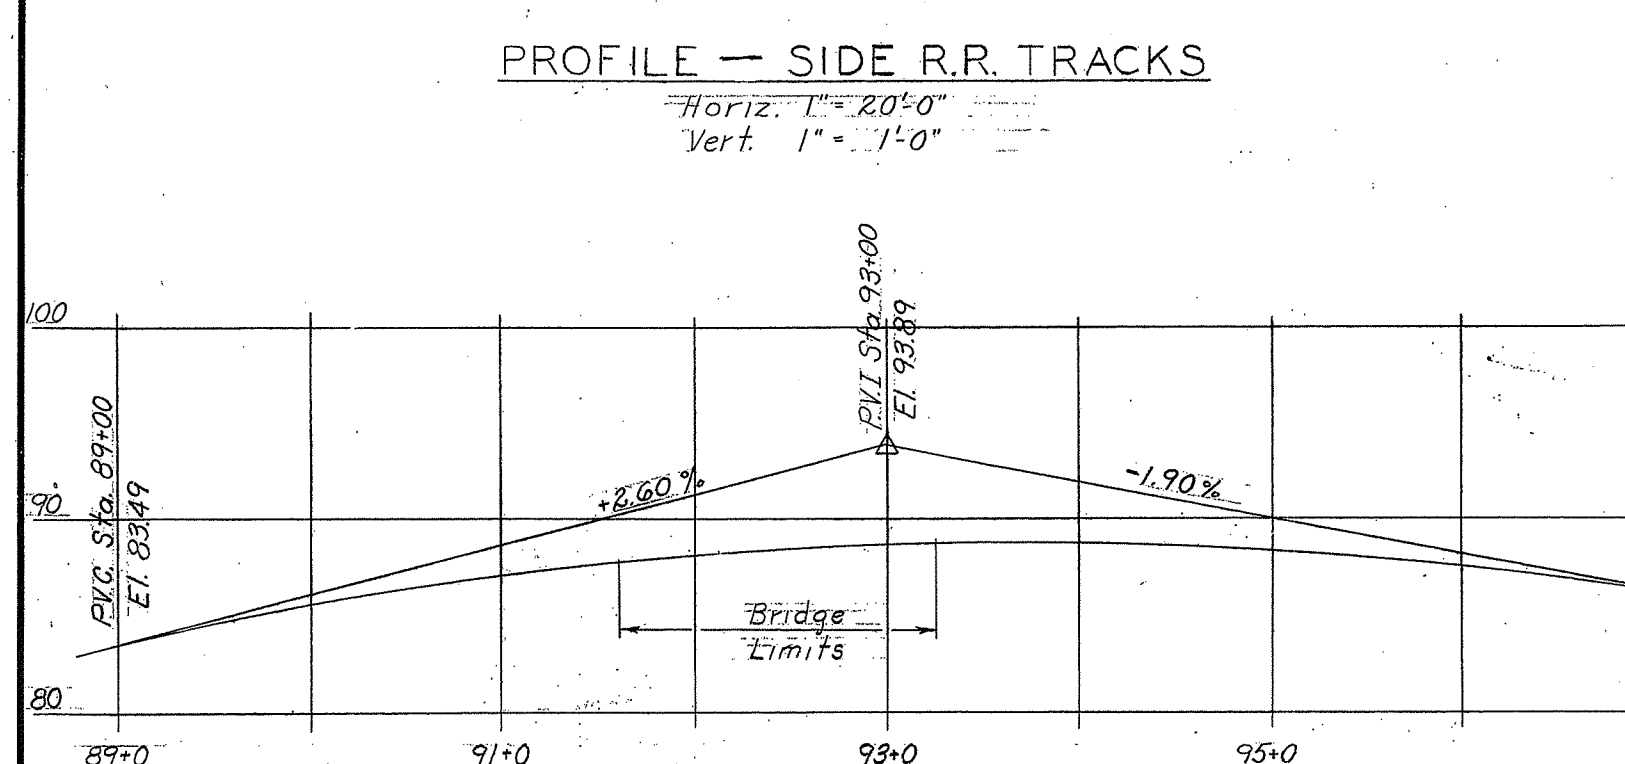 PROFILE — SIDE R.R. TRACKS
Horiz. 1" = 20'-0"
Vert. 1" = 1'-0"
100
P.V.I Sta. 93+00
El. 93.89
P.V.C. Sta. 89+00
El. 83.49
+2.60%
-1.90%
90
Bridge
Limits
80
89+0
91+0
93+0
95+0